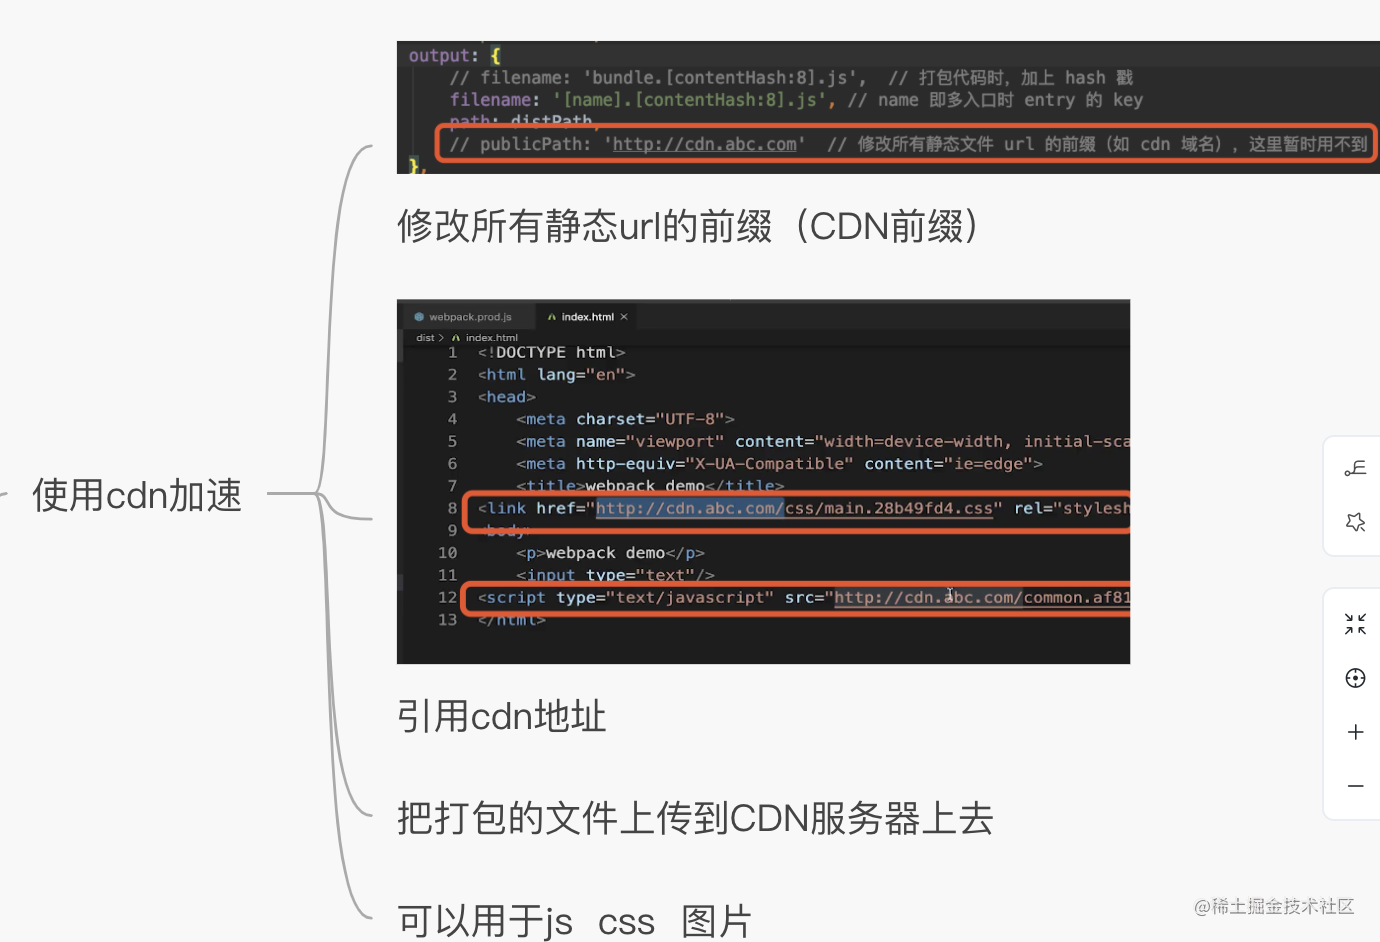 output: {
// filename: 'bundle.[contentHash:8].js',  // 打包代码时，加上 hash 戳
filename: '[name].[contentHash:8].js', // name 即多入口时 entry 的 key
path: distPath,
// publicPath: 'http://cdn.abc.com'  // 修改所有静态文件 url 的前缀（如 cdn 域名），这里暂时用不到
},
修改所有静态url的前缀（CDN前缀）
webpack.prod.js
index.html ×
dist > index.html
1 <!DOCTYPE html>
2 <html lang="en">
3 <head>
4 <meta charset="UTF-8">
5 <meta name="viewport" content="width=device-width, initial-sca
6 <meta http-equiv="X-UA-Compatible" content="ie=edge">
7 <title>webpack demo</title>
8 <link href="http://cdn.abc.com/css/main.28b49fd4.css" rel="stylesh
9 <body>
10 <p>webpack demo</p>
11 <input type="text"/>
12 <script type="text/javascript" src="http://cdn.abc.com/common.af81
13 </html>
使用cdn加速
引用cdn地址
把打包的文件上传到CDN服务器上去
可以用于js  css  图片
@稀土掘金技术社区